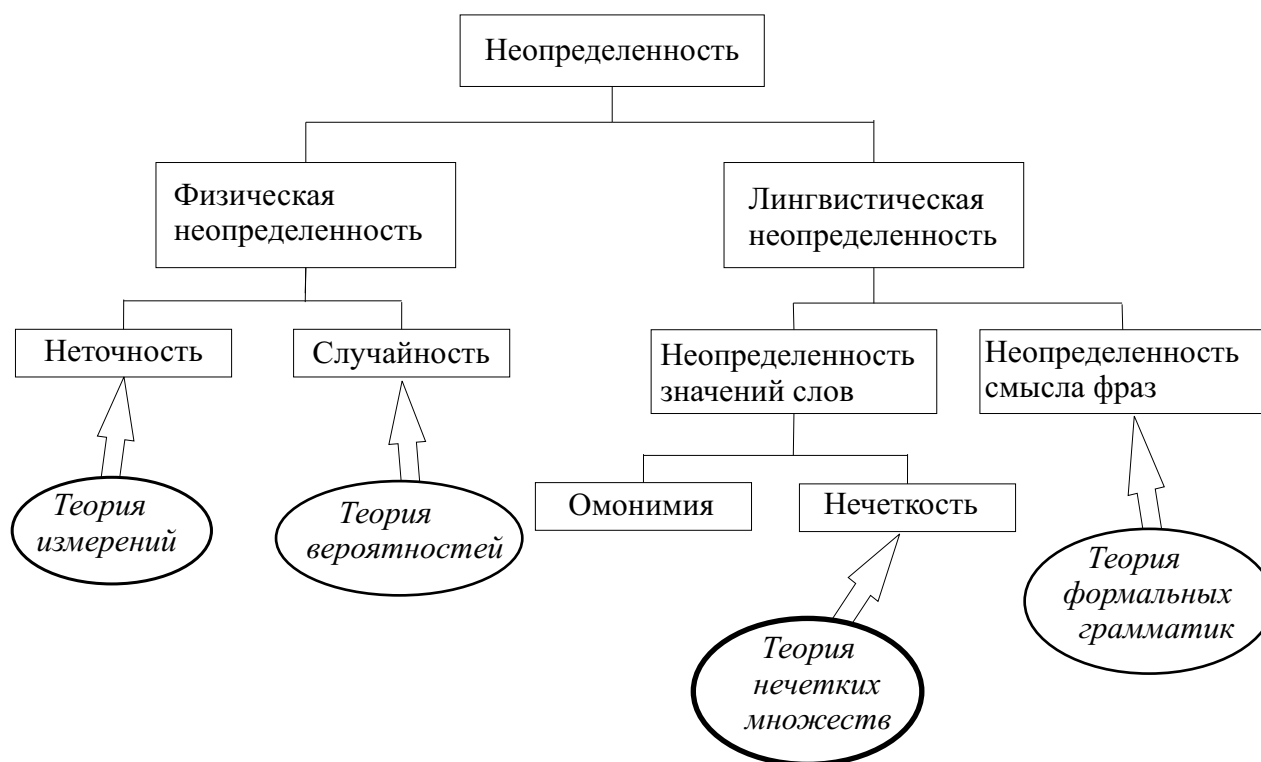 Неопределенность
Физическая
неопределенность
Лингвистическая
неопределенность
Неточность
Случайность
Неопределенность
значений слов
Неопределенность
смысла фраз
Омонимия
Нечеткость
Теория
измерений
Теория
вероятностей
Теория
нечетких
множеств
Теория
формальных
грамматик